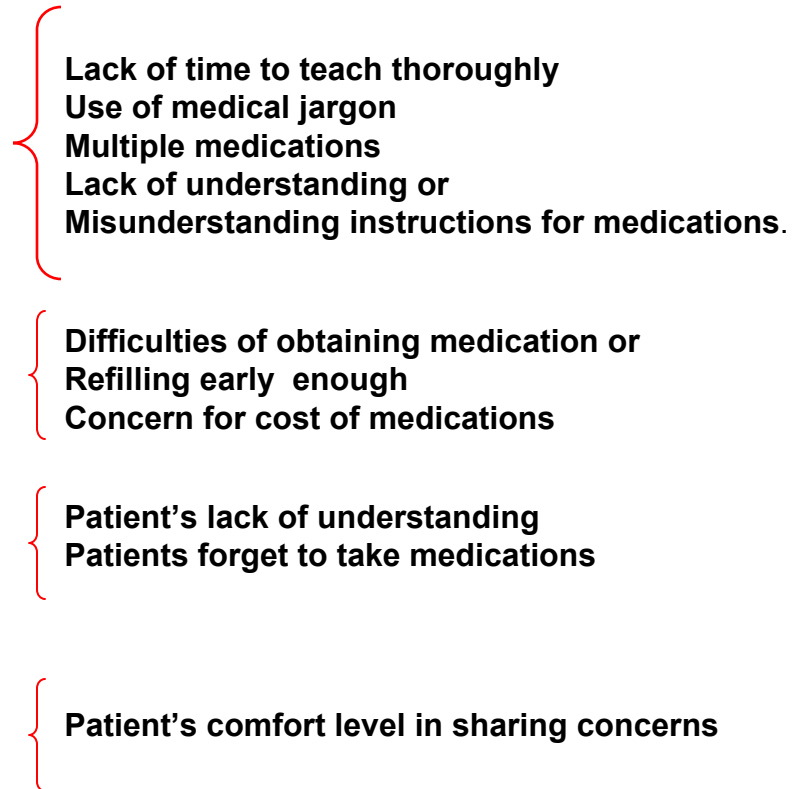 Lack of time to teach thoroughly
Use of medical jargon
Multiple medications
Lack of understanding or
Misunderstanding instructions for medications.
Difficulties of obtaining medication or
Refilling early  enough
Concern for cost of medications
Patient’s lack of understanding
Patients forget to take medications
Patient’s comfort level in sharing concerns